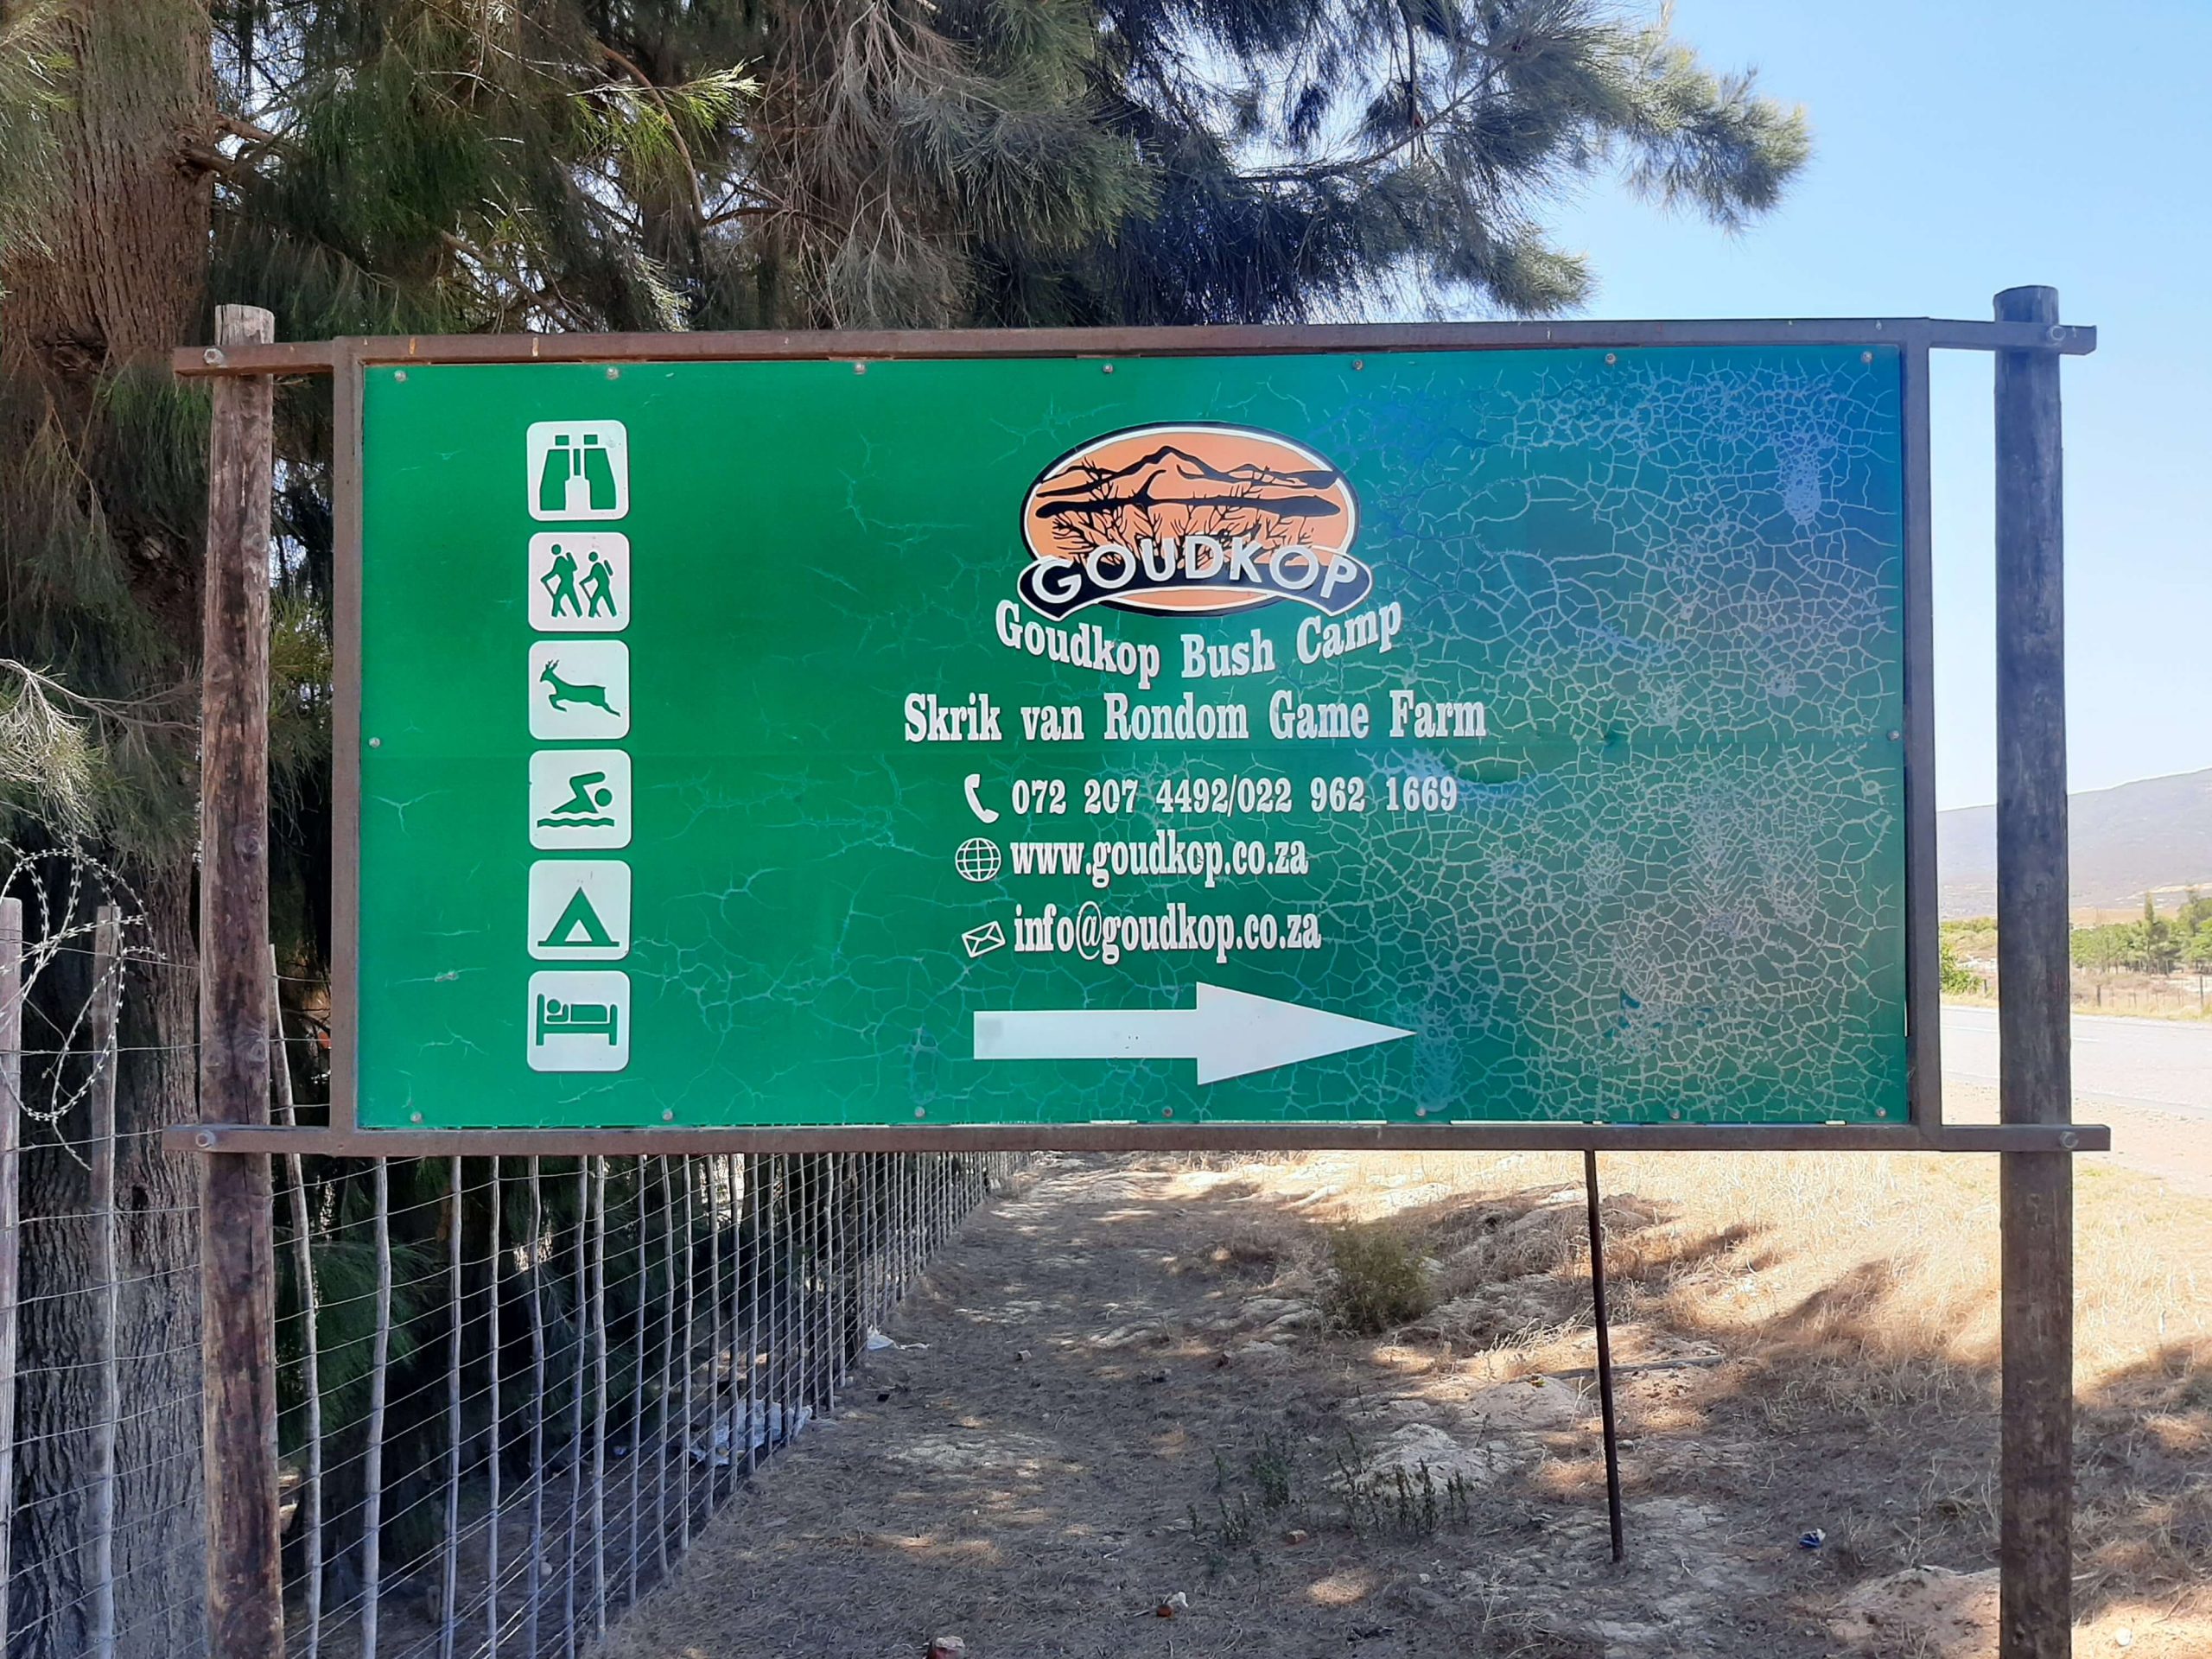 GOUDKOP
Goudkop Bush Camp
Skrik van Rondom Game Farm
072 207 4492/022 962 1669
www.goudkop.co.za
info@goudkop.co.za